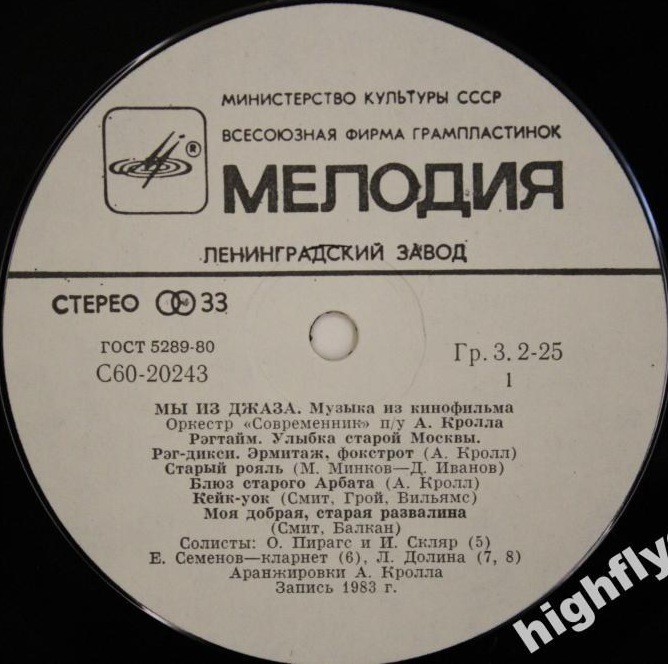 МИНИСТЕРСТВО КУЛЬТУРЫ СССР
ВСЕСОЮЗНАЯ ФИРМА ГРАМПЛАСТИНОК
®
МЕЛОДИЯ
ЛЕНИНГРАДСКИЙ ЗАВОД
СТЕРЕО 33
ГОСТ 5289-80
Гр. 3. 2-25
С60-20243
1
МЫ ИЗ ДЖАЗА. Музыка из кинофильма
Оркестр «Современник» п/у А. Кролла
Рэгтайм. Улыбка старой Москвы.
Рэг-дикси. Эрмитаж, фокстрот (А. Кролл)
Старый рояль (М. Минков—Д. Иванов)
Блюз старого Арбата (А. Кролл)
Кейк-уок (Смит, Грой, Вильямс)
Моя добрая, старая развалина
(Смит, Балкан)
Солисты: О. Пирагс и И. Скляр (5)
Е. Семенов—кларнет (6), Л. Долина (7, 8)
Аранжировки А. Кролла
Запись 1983 г.